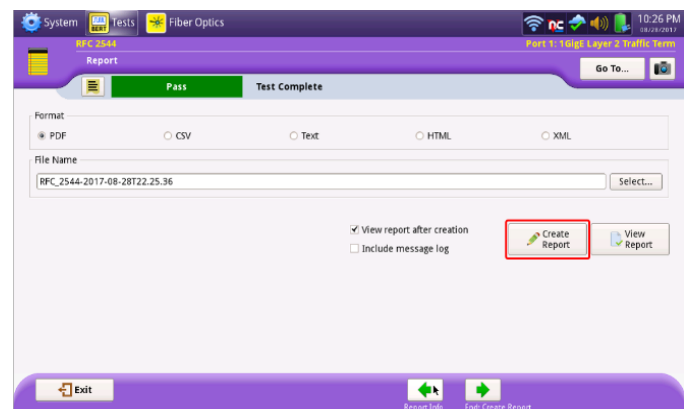 System BERT Tests Fiber Optics nc 10:26 PM
08/28/2017
RFC 2544 Port 1: 1GigE Layer 2 Traffic Term
Report
Go To...
Pass Test Complete
Format
PDF CSV Text HTML XML
File Name
RFC_2544-2017-08-28T22.25.36 Select...
View report after creation
Include message log
Create
Report
View
Report
Exit
Report Info End: Create Report